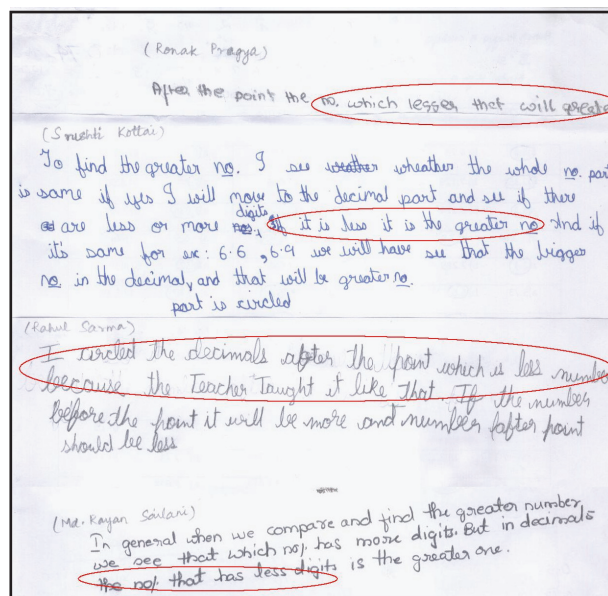 (Ronak Pragya)
After the point the no. which lesser that will greate
(Srushti Kottai)
To find the greater no. I see wheather the whole no. part
is same if yes I will move to the decimal part and see if there
are less or more digits, If it is less it is the greater no And if
it's same for ex: 6.6 , 6.9 we will have see that the bigger
no. in the decimal, and that will be greater no.
part is circled
(Rahul Sarma)
I circled the decimals after the point which is less number
because the Teacher Taught it like That. If the number
before the point it will be more and number after point
should be less
(Md. Rayan Sailani)
In general when we compare and find the greater number
we see that which no/. has more digits. But in decimals
the no/. that has less digits is the greater one.